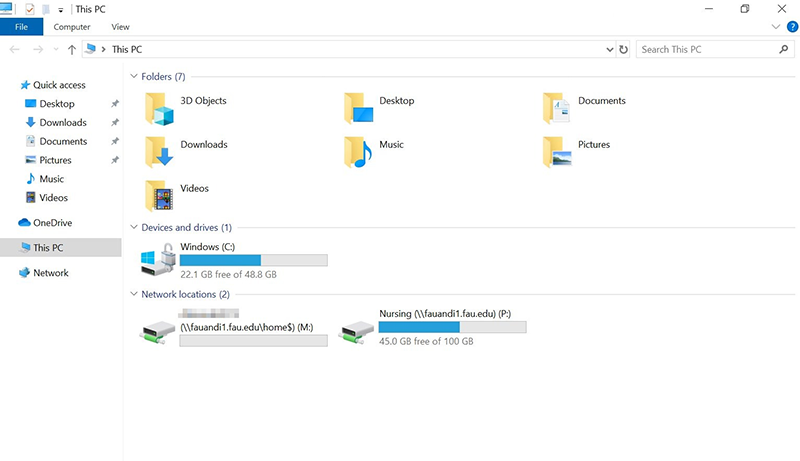 This PC
File Computer View
This PC
Search This PC
Quick access
Desktop
Downloads
Documents
Pictures
Music
Videos
OneDrive
This PC
Network
Folders (7)
3D Objects
Desktop
Documents
Downloads
Music
Pictures
Videos
Devices and drives (1)
Windows (C:)
22.1 GB free of 48.8 GB
Network locations (2)
(\\fauandi1.fau.edu\home$) (M:)
Nursing (\\fauandi1.fau.edu) (P:)
45.0 GB free of 100 GB